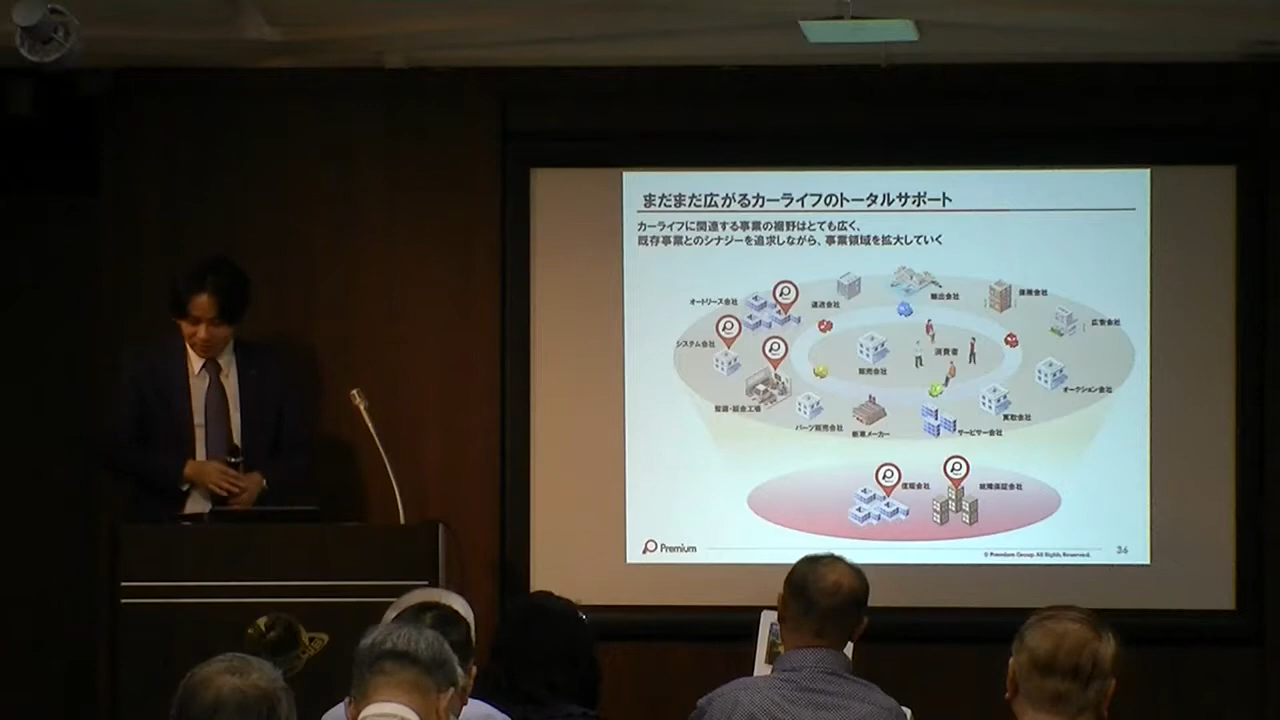 まだまだ広がるカーライフのトータルサポート
カーライフに関連する事業の裾野はとても広く、
既存事業とのシナジーを追求しながら、事業領域を拡大していく
オートリース会社
運送会社
輸出会社
保険会社
広告会社
システム会社
販売会社
消費者
オークション会社
整備・鈑金工場
パーツ販売会社
新車メーカー
サービサー会社
買取会社
信販会社
故障保証会社
Premium
© Premium Group All Rights Reserved.
36